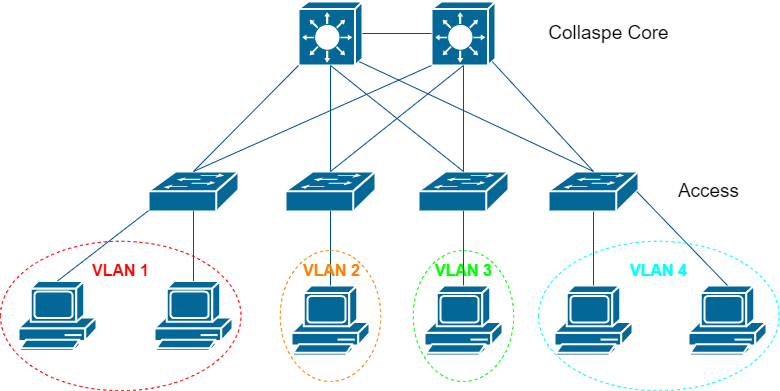 Collaspe Core
Access
VLAN 1
VLAN 2
VLAN 3
VLAN 4